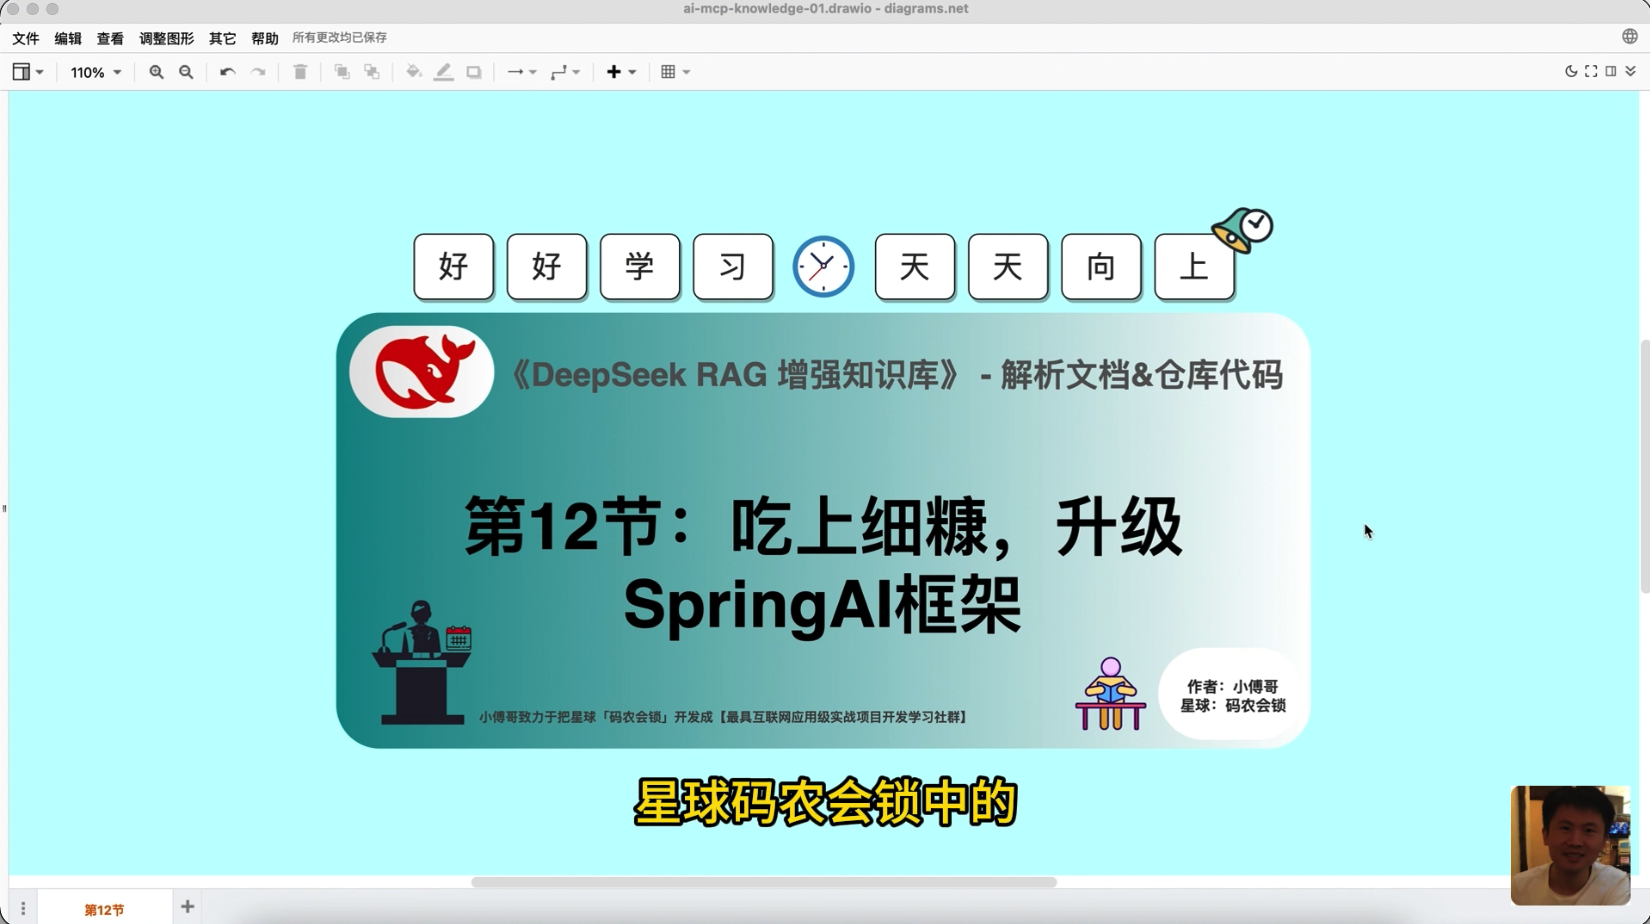 ai-mcp-knowledge-01.drawio - diagrams.net
文件 编辑 查看 调整图形 其它 帮助 所有更改均已保存
110%
好 好 学 习 天 天 向 上
《DeepSeek RAG 增强知识库》 - 解析文档&仓库代码
第12节：吃上细糠，升级
SpringAI框架
作者：小傅哥
星球：码农会锁
小傅哥致力于把星球「码农会锁」开发成【最具互联网应用级实战项目开发学习社群】
星球码农会锁中的
第12节